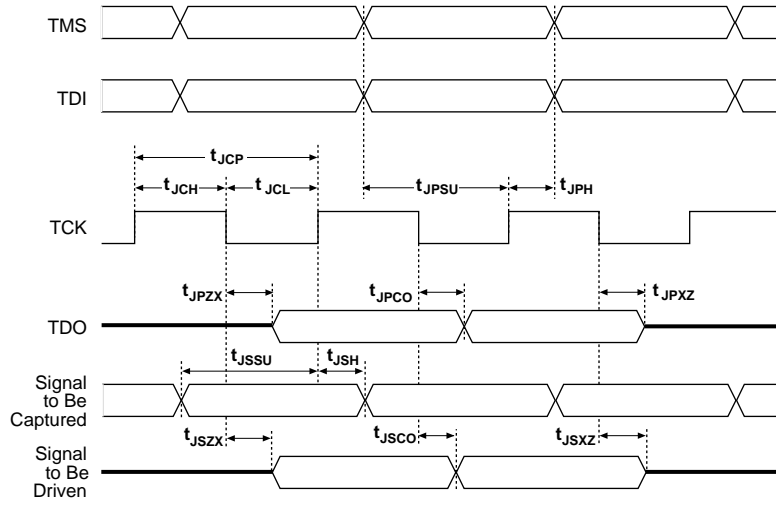 TMS
TDI
tJCP
tJCH
tJCL
tJPSU
tJPH
TCK
tJPZX
tJPCO
tJPXZ
TDO
tJSSU
tJSH
Signal
to Be
Captured
tJSZX
tJSCO
tJSXZ
Signal
to Be
Driven